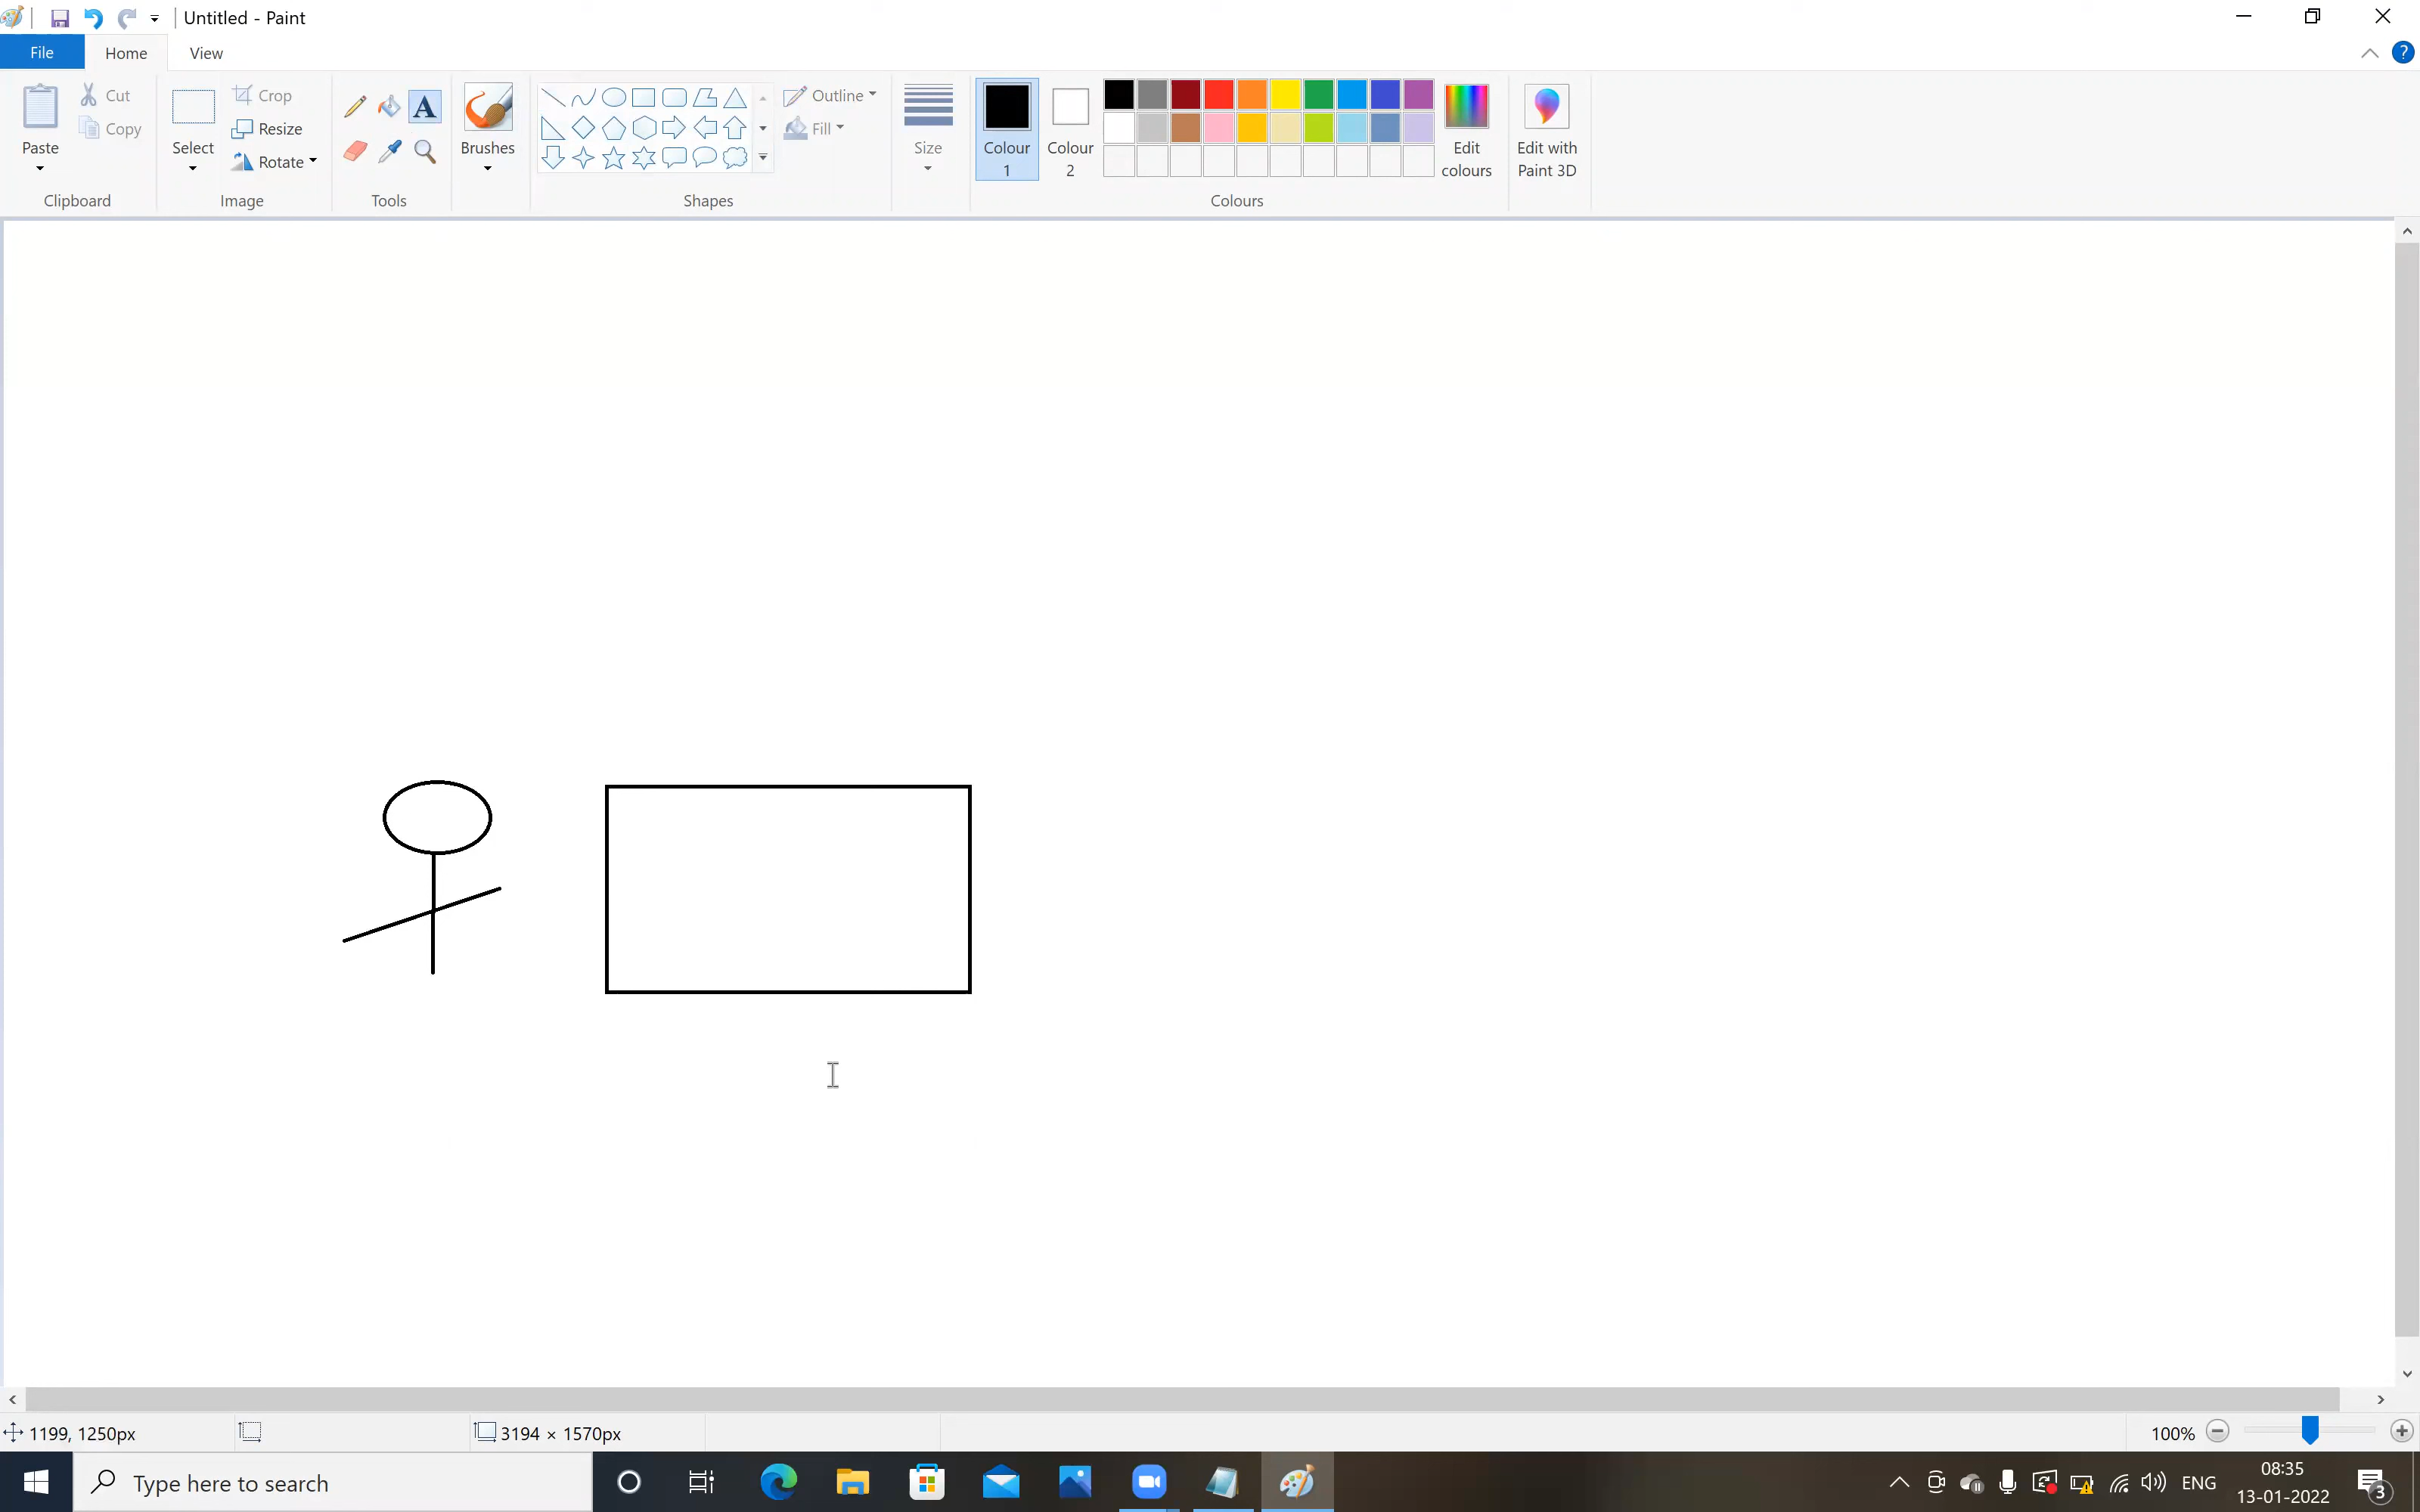 Untitled - Paint
File
Home
View
Paste
Cut
Copy
Clipboard
Select
Crop
Resize
Rotate
Image
A
Tools
Brushes
Shapes
Outline
Fill
Size
Colour 1
Colour 2
Edit colours
Colours
Edit with Paint 3D
?
1199, 1250px
3194 × 1570px
100%
Type here to search
ENG
08:35
13-01-2022
3